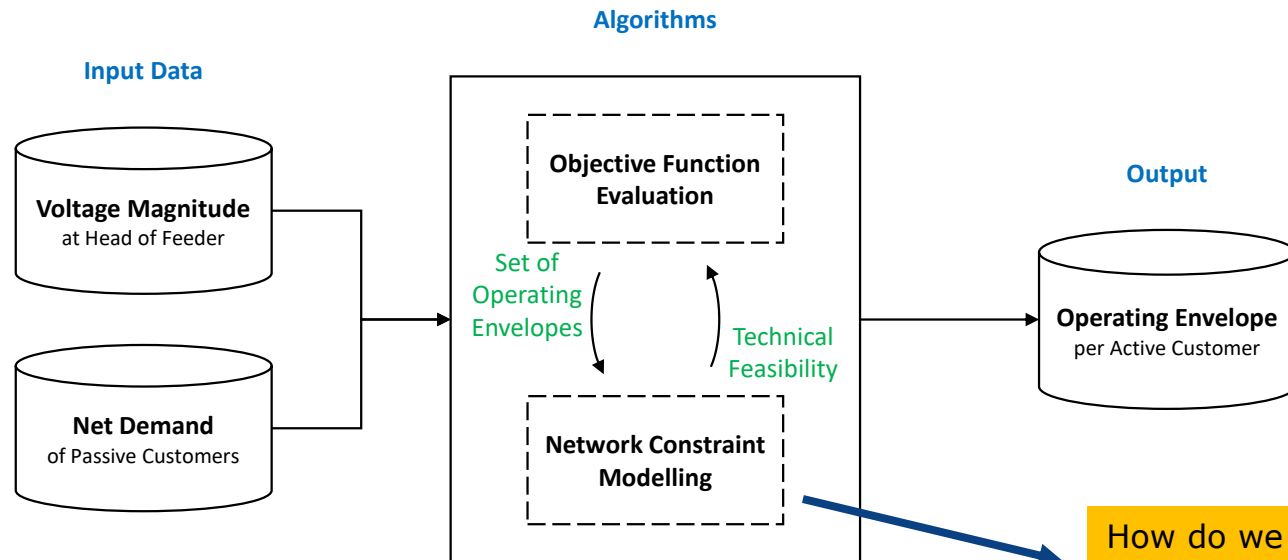 Algorithms
Input Data
Voltage Magnitude
at Head of Feeder
Net Demand
of Passive Customers
Objective Function
Evaluation
Set of
Operating
Envelopes
Technical
Feasibility
Network Constraint
Modelling
Output
Operating Envelope
per Active Customer
How do we